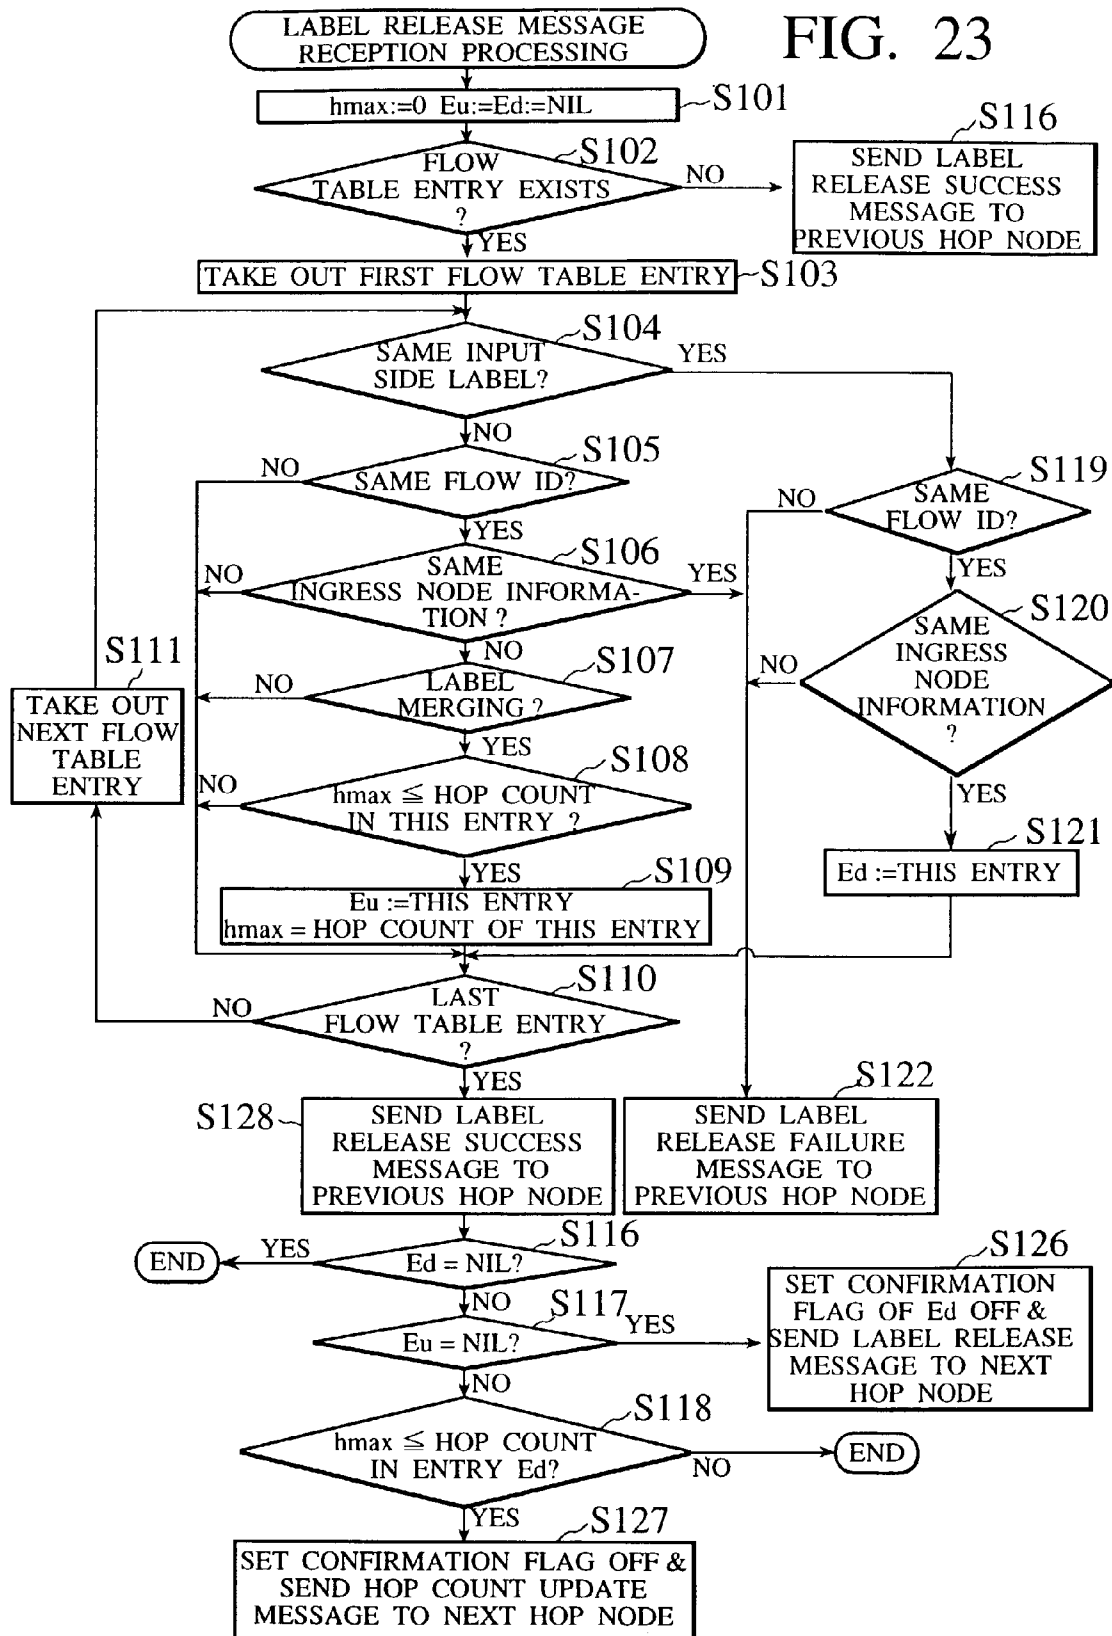 LABEL RELEASE MESSAGE
RECEPTION PROCESSING
FIG. 23
hmax:=0 Eu:=Ed:=NIL
S101
S102
FLOW
TABLE ENTRY EXISTS
?
NO
YES
S116
SEND LABEL
RELEASE SUCCESS
MESSAGE TO
PREVIOUS HOP NODE
TAKE OUT FIRST FLOW TABLE ENTRY
S103
S104
SAME INPUT
SIDE LABEL?
YES
NO
S105
NO
SAME FLOW ID?
YES
S119
NO
SAME
FLOW ID?
YES
S106
NO
SAME
INGRESS NODE INFORMA-
TION ?
YES
NO
S120
SAME
INGRESS
NODE
INFORMATION
?
NO
YES
S107
NO
LABEL
MERGING ?
YES
S111
TAKE OUT
NEXT FLOW
TABLE
ENTRY
S108
NO
hmax ≦ HOP COUNT
IN THIS ENTRY ?
YES
S121
Ed :=THIS ENTRY
S109
Eu :=THIS ENTRY
hmax = HOP COUNT OF THIS ENTRY
S110
NO
LAST
FLOW TABLE ENTRY
?
YES
S128
SEND LABEL
RELEASE SUCCESS
MESSAGE TO
PREVIOUS HOP NODE
S122
SEND LABEL
RELEASE FAILURE
MESSAGE TO
PREVIOUS HOP NODE
S116
END
YES
Ed = NIL?
NO
S117
Eu = NIL?
YES
NO
S126
SET CONFIRMATION
FLAG OF Ed OFF &
SEND LABEL RELEASE
MESSAGE TO NEXT
HOP NODE
S118
hmax ≦ HOP COUNT
IN ENTRY Ed?
NO
END
YES
S127
SET CONFIRMATION FLAG OFF &
SEND HOP COUNT UPDATE
MESSAGE TO NEXT HOP NODE